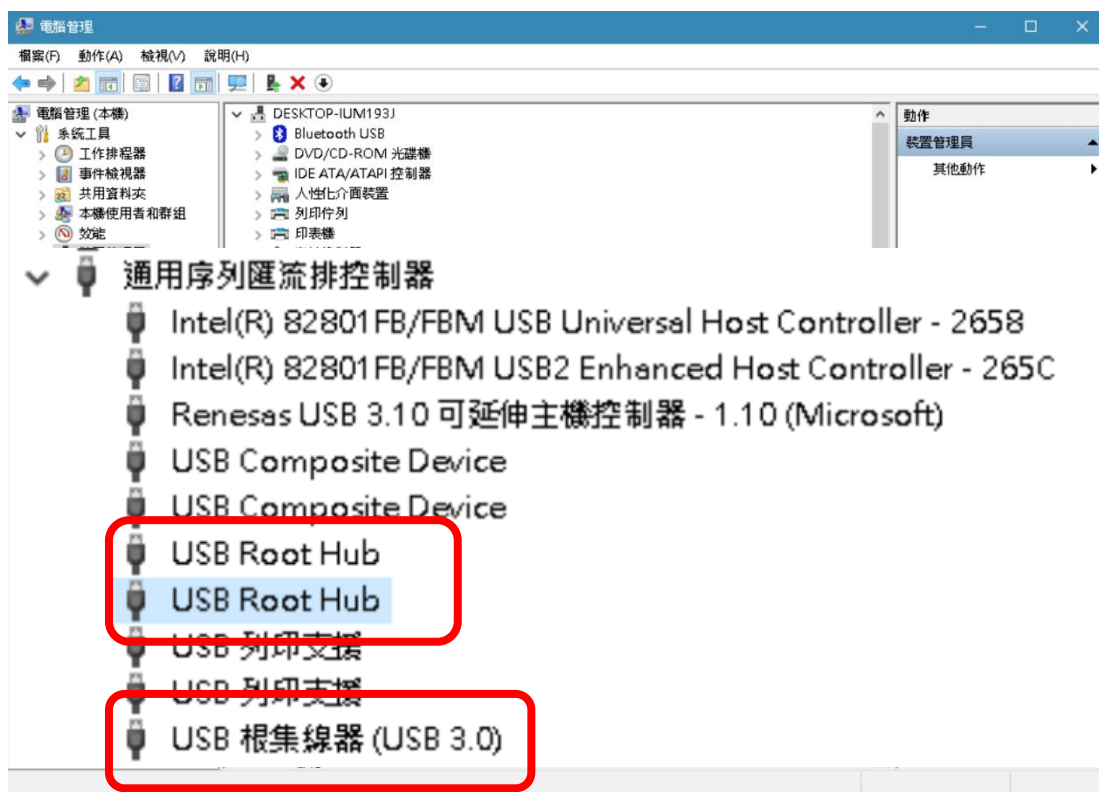 電腦管理
檔案(F) 動作(A) 檢視(V) 說明(H)
電腦管理 (本機)
系統工具
工作排程器
事件檢視器
共用資料夾
本機使用者和群組
效能
DESKTOP-IUM193J
Bluetooth USB
DVD/CD-ROM 光碟機
IDE ATA/ATAPI 控制器
人性化介面裝置
列印佇列
印表機
動作
裝置管理員
其他動作
通用序列匯流排控制器
Intel(R) 82801FB/FBM USB Universal Host Controller - 2658
Intel(R) 82801FB/FBM USB2 Enhanced Host Controller - 265C
Renesas USB 3.10 可延伸主機控制器 - 1.10 (Microsoft)
USB Composite Device
USB Composite Device
USB Root Hub
USB Root Hub
USB 列印支援
USB 列印支援
USB 根集線器 (USB 3.0)